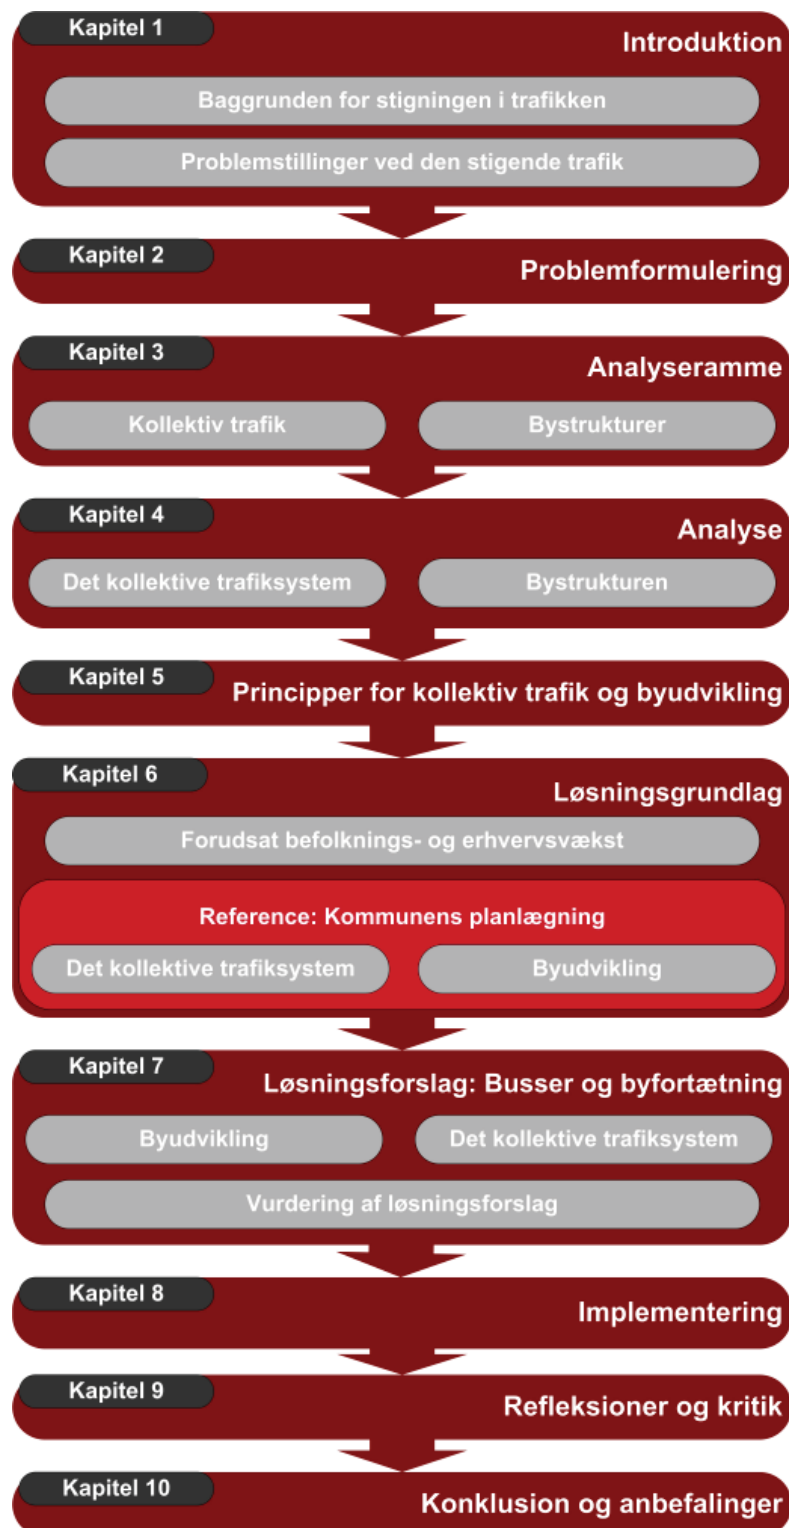 Kapitel 1
Introduktion
Baggrunden for stigningen i trafikken
Problemstillinger ved den stigende trafik
Kapitel 2
Problemformulering
Kapitel 3
Analyseramme
Kollektiv trafik
Bystrukturer
Kapitel 4
Analyse
Det kollektive trafiksystem
Bystrukturen
Kapitel 5
Principper for kollektiv trafik og byudvikling
Kapitel 6
Løsningsgrundlag
Forudsat befolknings- og erhvervsvækst
Reference: Kommunens planlægning
Det kollektive trafiksystem
Byudvikling
Kapitel 7
Løsningsforslag: Busser og byfortætning
Byudvikling
Det kollektive trafiksystem
Vurdering af løsningsforslag
Kapitel 8
Implementering
Kapitel 9
Refleksioner og kritik
Kapitel 10
Konklusion og anbefalinger